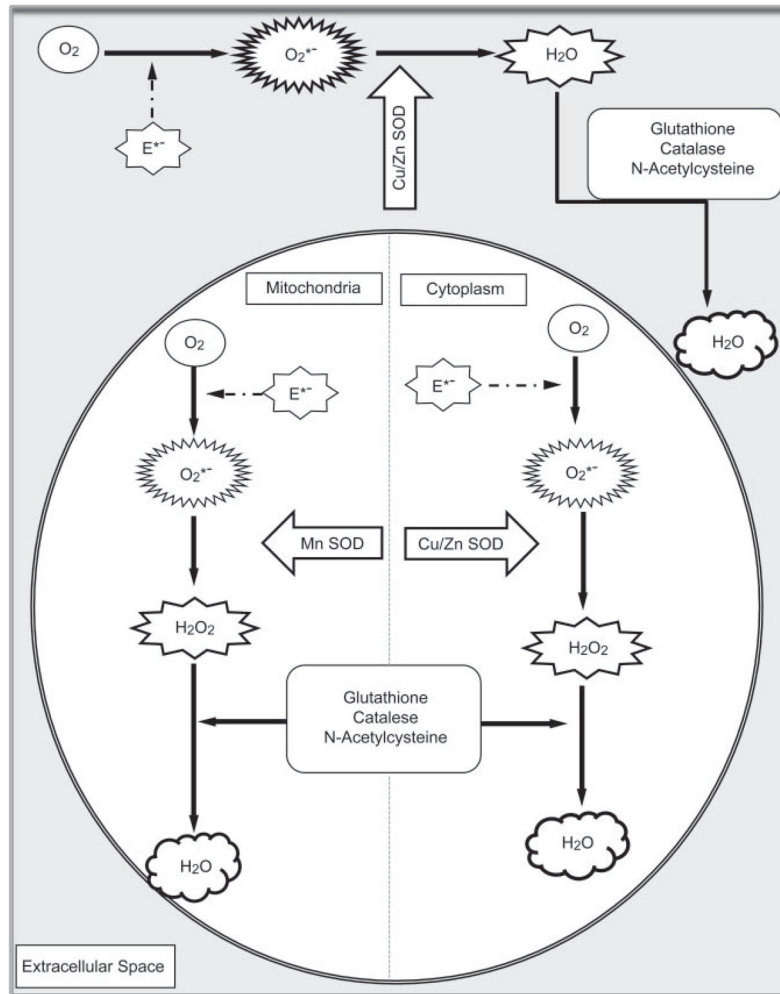 O₂
O₂*-
H₂O
E*-
Cu/Zn SOD
Glutathione
Catalase
N-Acetylcysteine
H₂O
Mitochondria
Cytoplasm
O₂
O₂
E*-
E*-
O₂*-
O₂*-
Mn SOD
Cu/Zn SOD
H₂O₂
H₂O₂
Glutathione
Catalese
N-Acetylcysteine
H₂O
H₂O
Extracellular Space